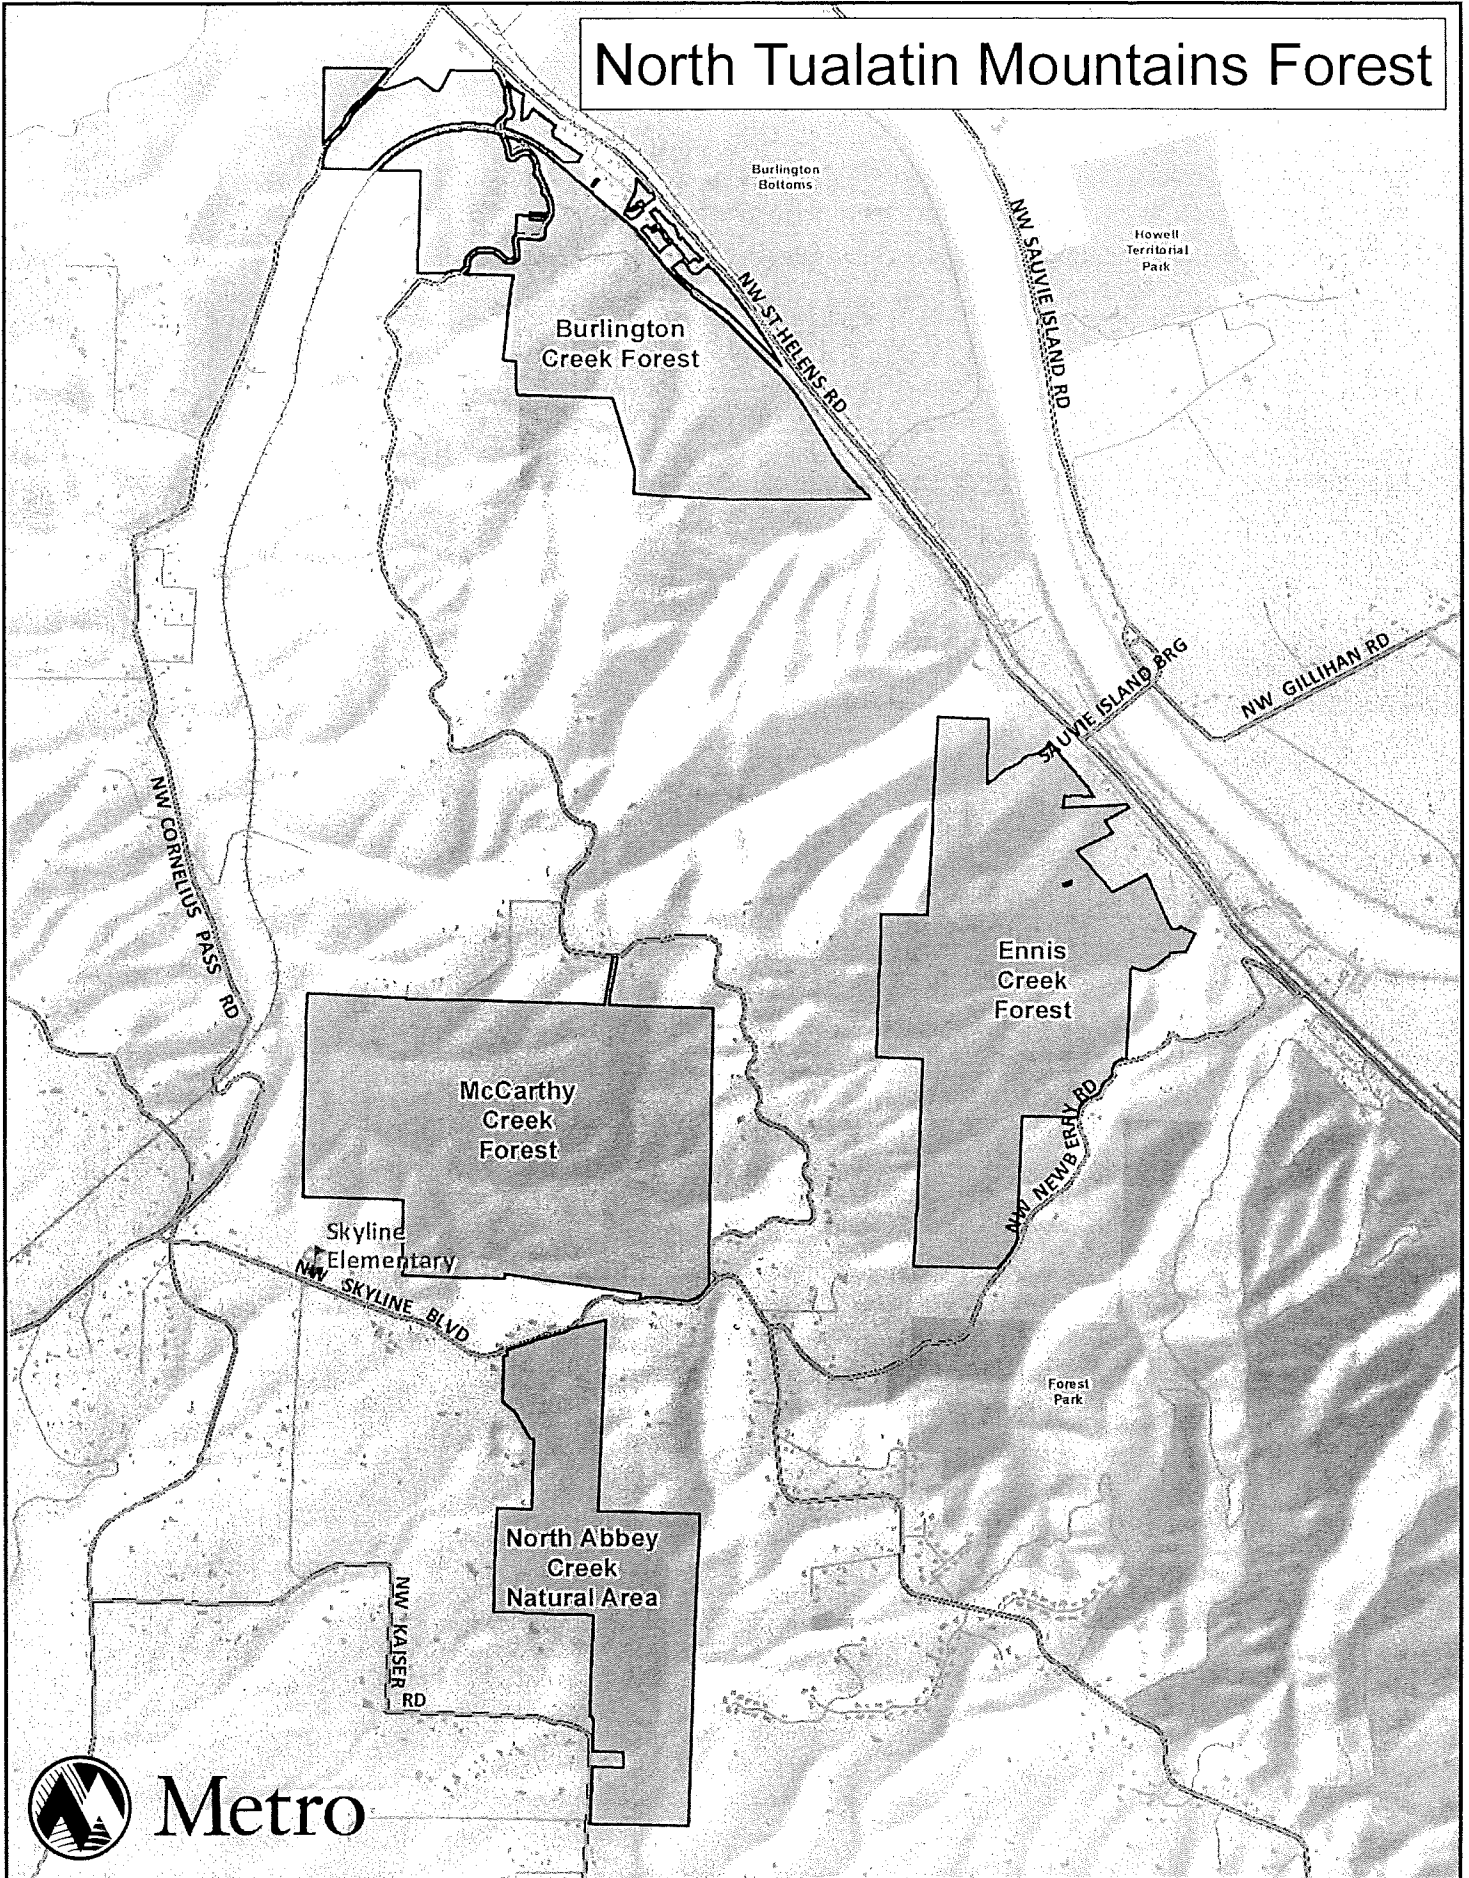 North Tualatin Mountains Forest
Burlington
Bottoms
Howell
Territorial
Park
NW SAUVIE ISLAND RD
NW ST HELENS RD
Burlington
Creek Forest
SAUVIE ISLAND BRG
NW GILLIHAN RD
NW CORNELIUS PASS RD
Ennis
Creek
Forest
McCarthy
Creek
Forest
NW NEWBERRY RD
Skyline
Elementary
NW SKYLINE BLVD
Forest
Park
North Abbey
Creek
Natural Area
NW KAISER RD
Metro